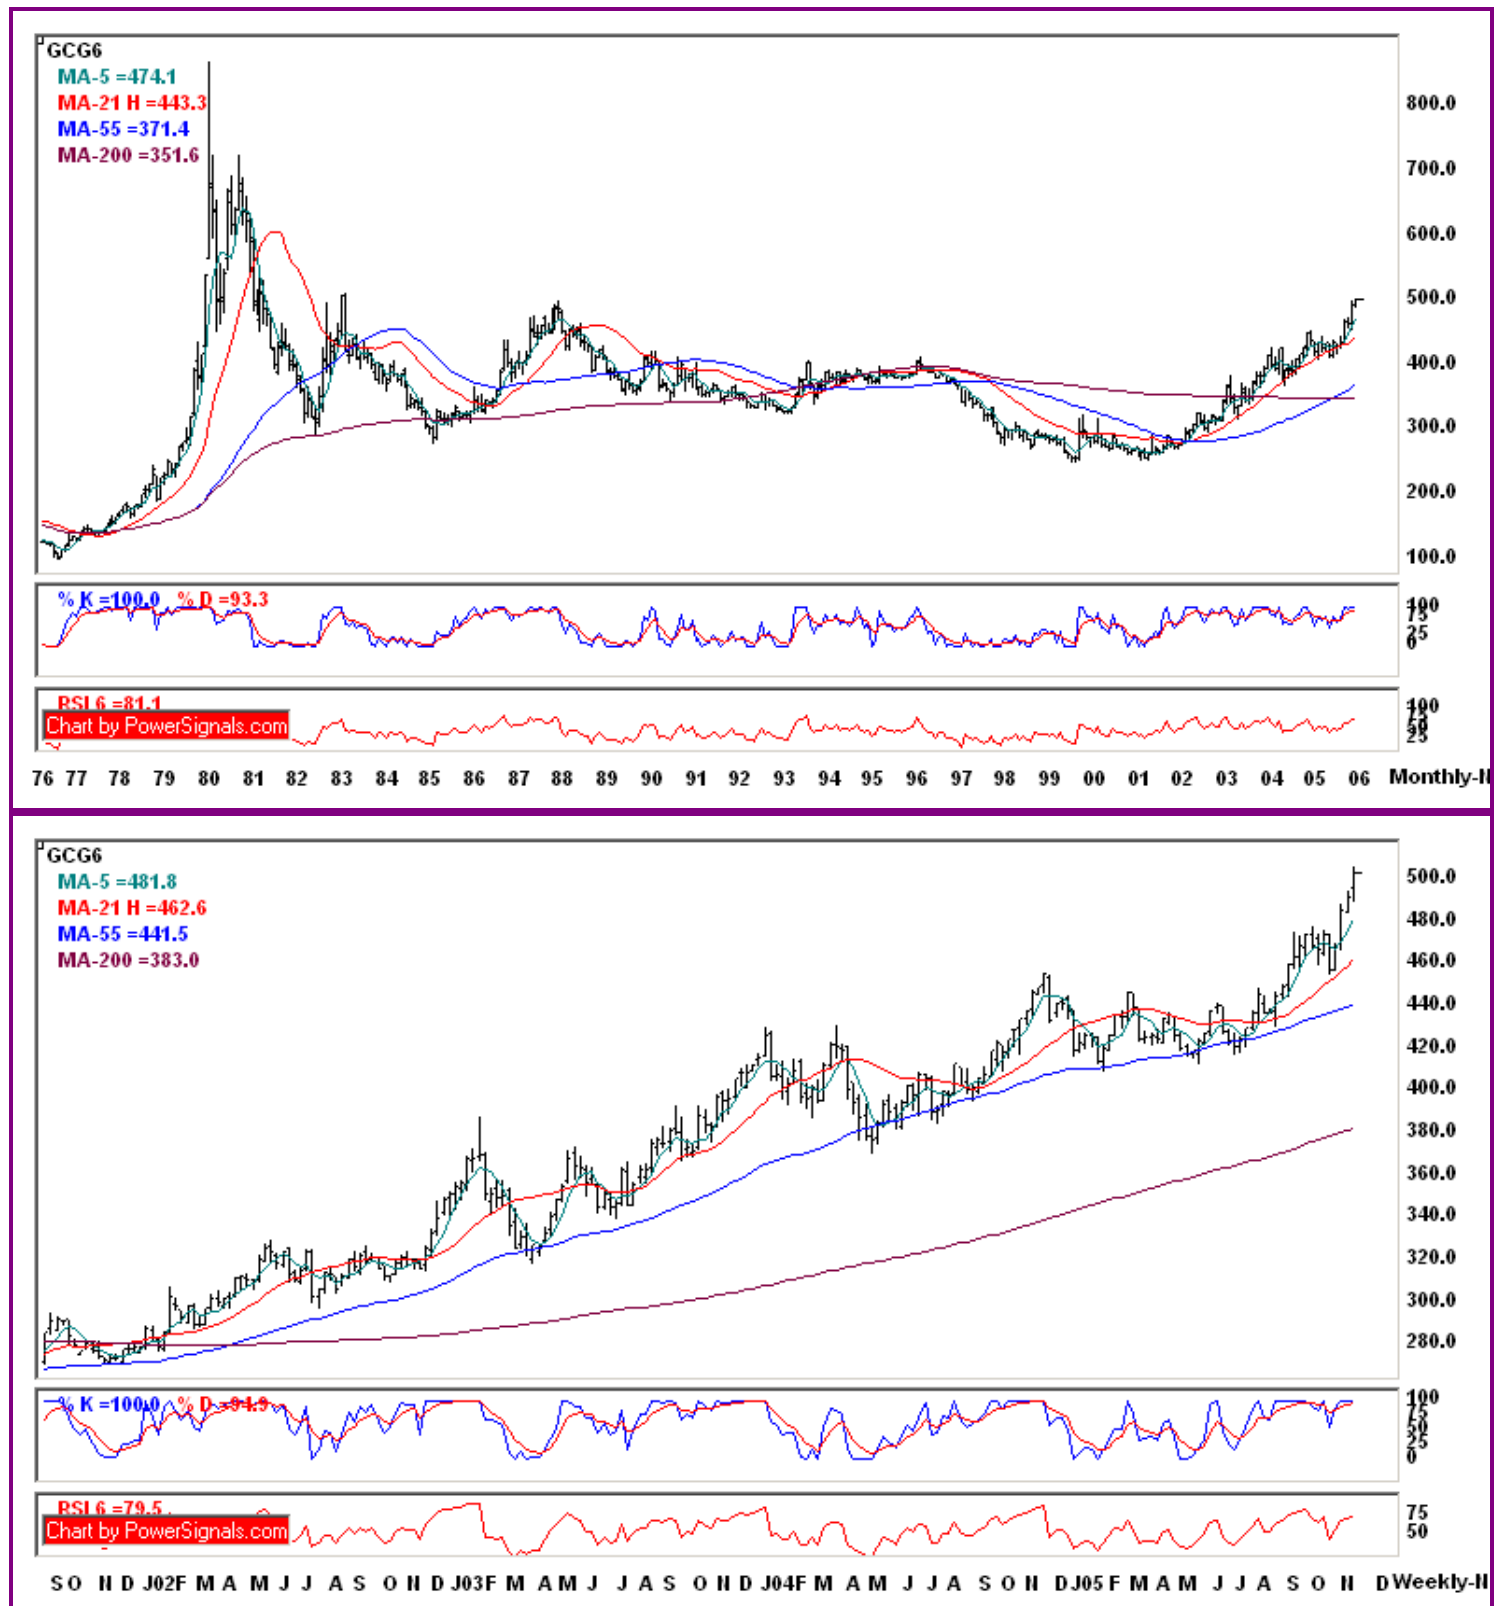 GCG6
MA-5 =474.1
MA-21 H =443.3
MA-55 =371.4
MA-200 =351.6
800.0
700.0
600.0
500.0
400.0
300.0
200.0
100.0
% K =100.0 % D =93.3
100
75
25
0
RSI 6 =81.1
Chart by PowerSignals.com
100
25
76 77 78 79 80 81 82 83 84 85 86 87 88 89 90 91 92 93 94 95 96 97 98 99 00 01 02 03 04 05 06 Monthly-N
GCG6
MA-5 =481.8
MA-21 H =462.6
MA-55 =441.5
MA-200 =383.0
500.0
480.0
460.0
440.0
420.0
400.0
380.0
360.0
340.0
320.0
300.0
280.0
% K =100.0 % D =94.9
100
75
50
25
0
RSI 6 =79.5
Chart by PowerSignals.com
75
50
S O N D J02F M A M J J A S O N D J03F M A M J J A S O N D J04F M A M J J A S O N DJ05 F M A M J J A S O N D Weekly-N